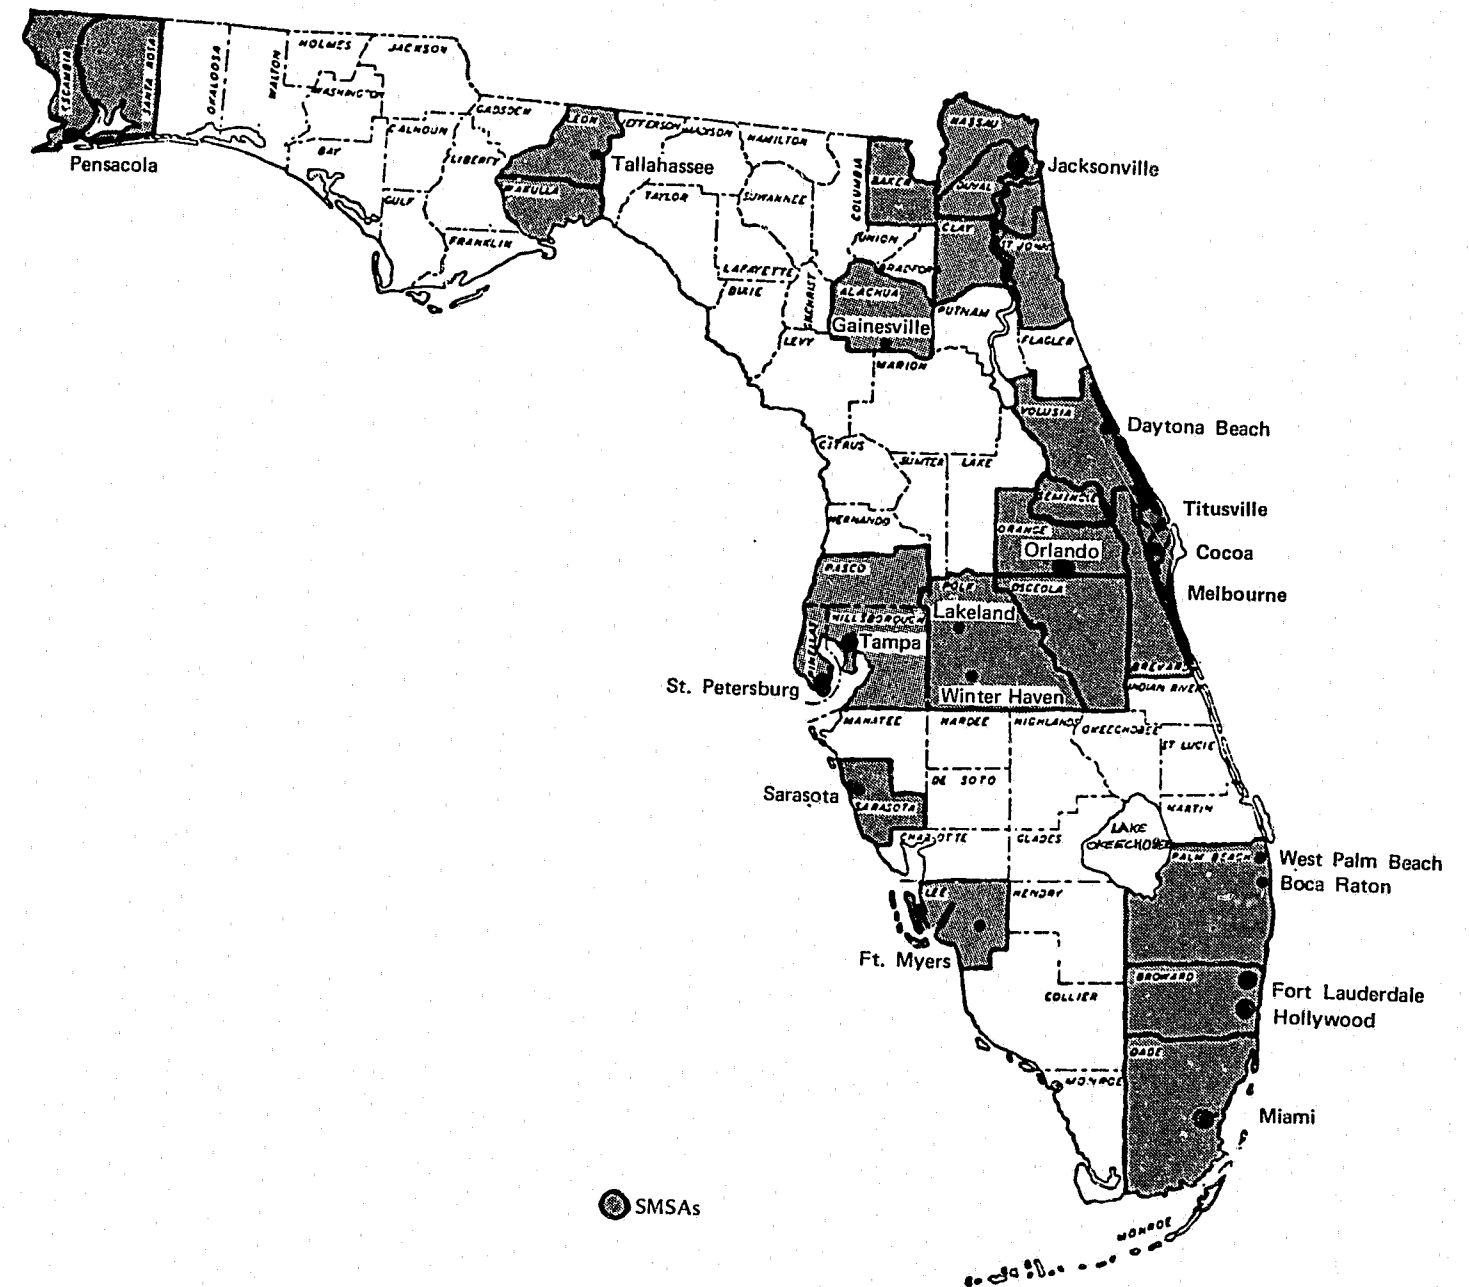 HOLMES
JACKSON
ESCAMBIA
SANTA ROSA
OKALOOSA
WALTON
WASHINGTON
GADSDEN
LEON
JEFFERSON
MADISON
HAMILTON
NASSAU
CALHOUN
BAY
LIBERTY
Pensacola
Tallahassee
Jacksonville
WAKULLA
GULF
FRANKLIN
TAYLOR
SUWANNEE
COLUMBIA
BAKER
DUVAL
UNION
CLAY
ST JOHNS
BRADFORD
LAFAYETTE
DIXIE
GILCHRIST
ALACHUA
PUTNAM
Gainesville
LEVY
FLAGLER
MARION
VOLUSIA
Daytona Beach
CITRUS
SUMTER
LAKE
SEMINOLE
Titusville
HERNANDO
ORANGE
Orlando
Cocoa
PASCO
POLK
OSCEOLA
Melbourne
HILLSBOROUGH
Lakeland
PINELLAS
Tampa
BREVARD
St. Petersburg
Winter Haven
INDIAN RIVER
MANATEE
HARDEE
HIGHLANDS
OKEECHOBEE
ST LUCIE
DE SOTO
Sarasota
SARASOTA
MARTIN
CHARLOTTE
GLADES
LAKE
OKEECHOBEE
PALM BEACH
West Palm Beach
Boca Raton
LEE
HENDRY
Ft. Myers
BROWARD
COLLIER
Fort Lauderdale
Hollywood
DADE
MONROE
Miami
SMSAs
MONROE